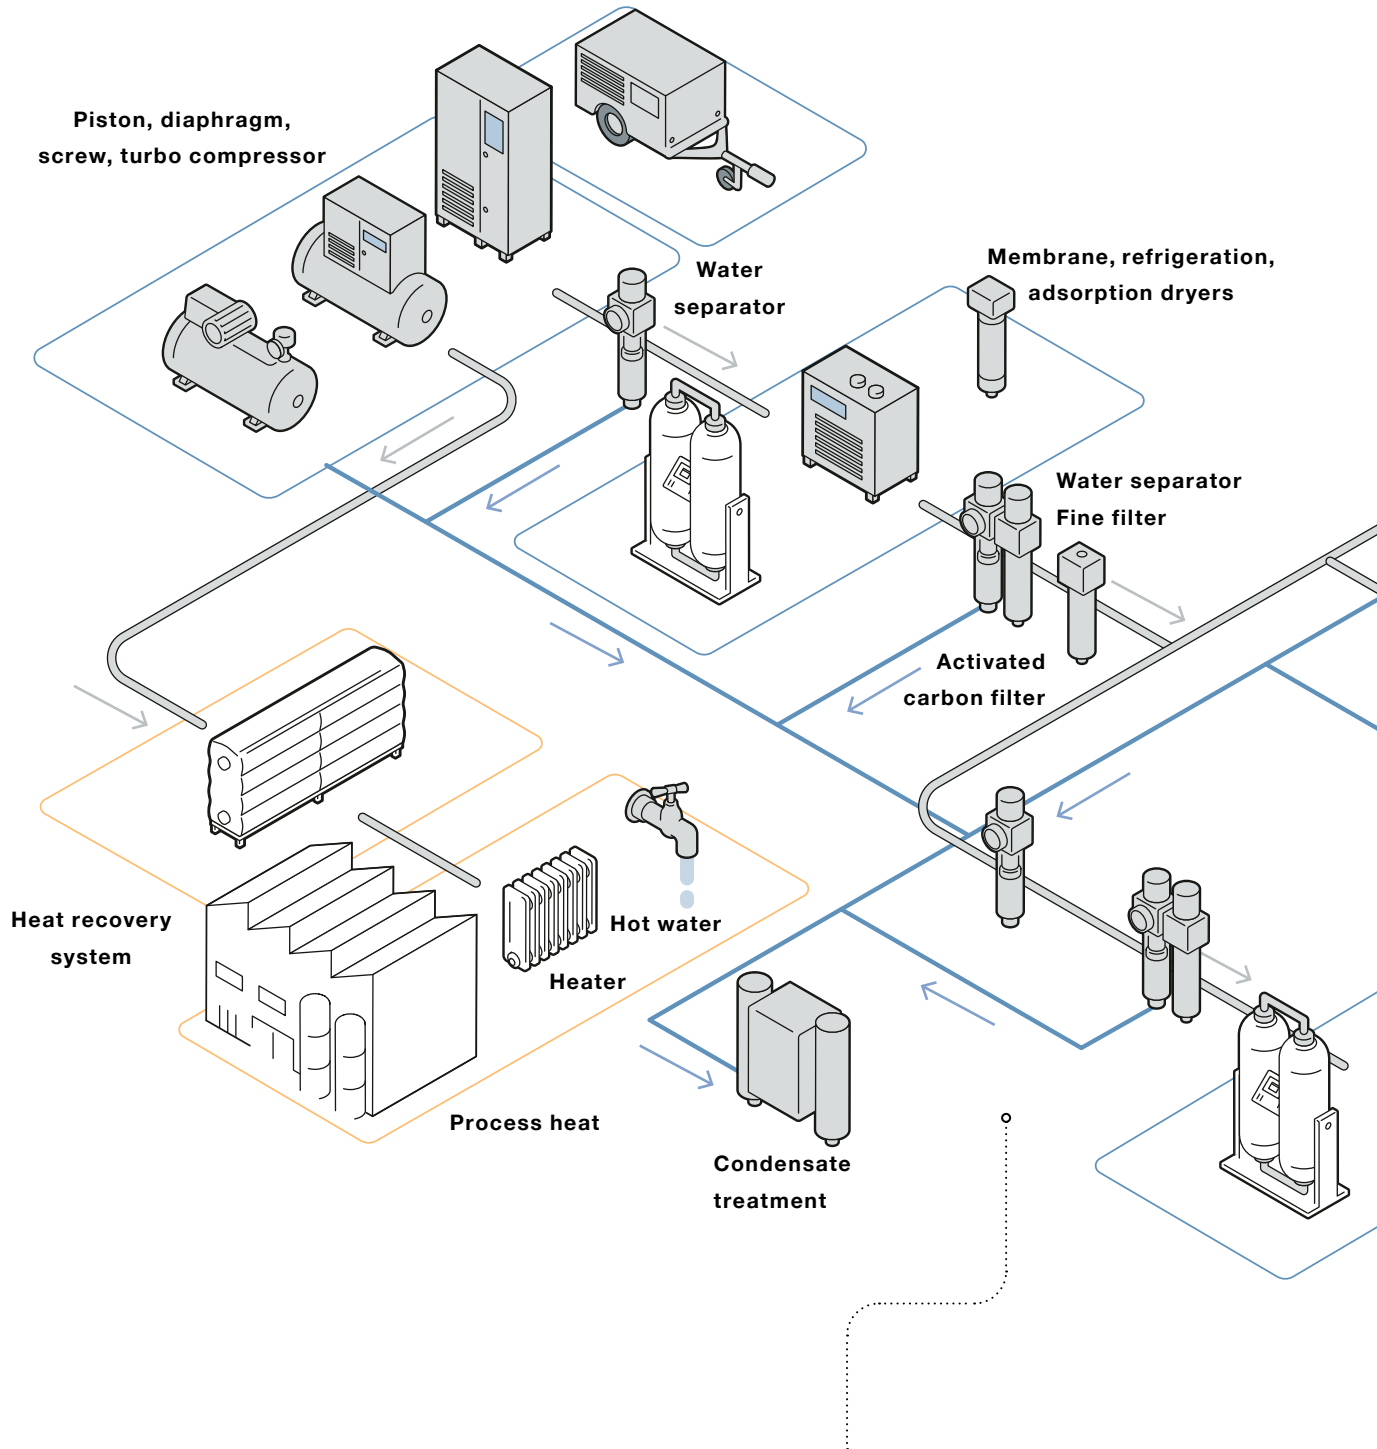 Piston, diaphragm,
screw, turbo compressor
Water
separator
Membrane, refrigeration,
adsorption dryers
Water separator
Fine filter
Activated
carbon filter
Heat recovery
system
Hot water
Heater
Process heat
Condensate
treatment